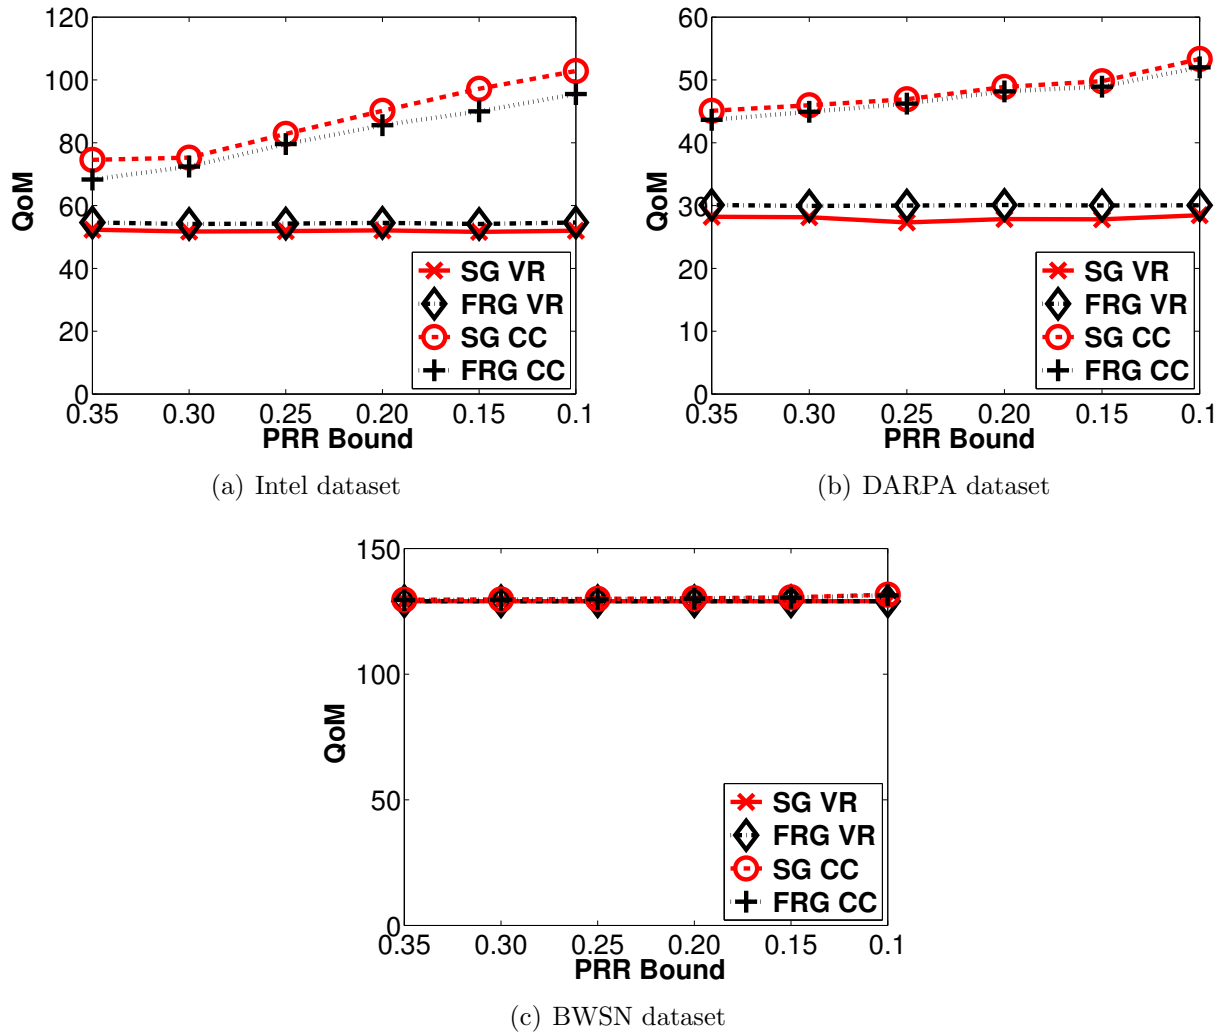 120
100
80
60
40
20
0
QoM
0.35 0.30 0.25 0.20 0.15 0.1
PRR Bound
SG VR
FRG VR
SG CC
FRG CC
(a) Intel dataset
60
50
40
30
20
10
0
QoM
0.35 0.30 0.25 0.20 0.15 0.1
PRR Bound
SG VR
FRG VR
SG CC
FRG CC
(b) DARPA dataset
150
100
50
0
QoM
0.35 0.30 0.25 0.20 0.15 0.1
PRR Bound
SG VR
FRG VR
SG CC
FRG CC
(c) BWSN dataset